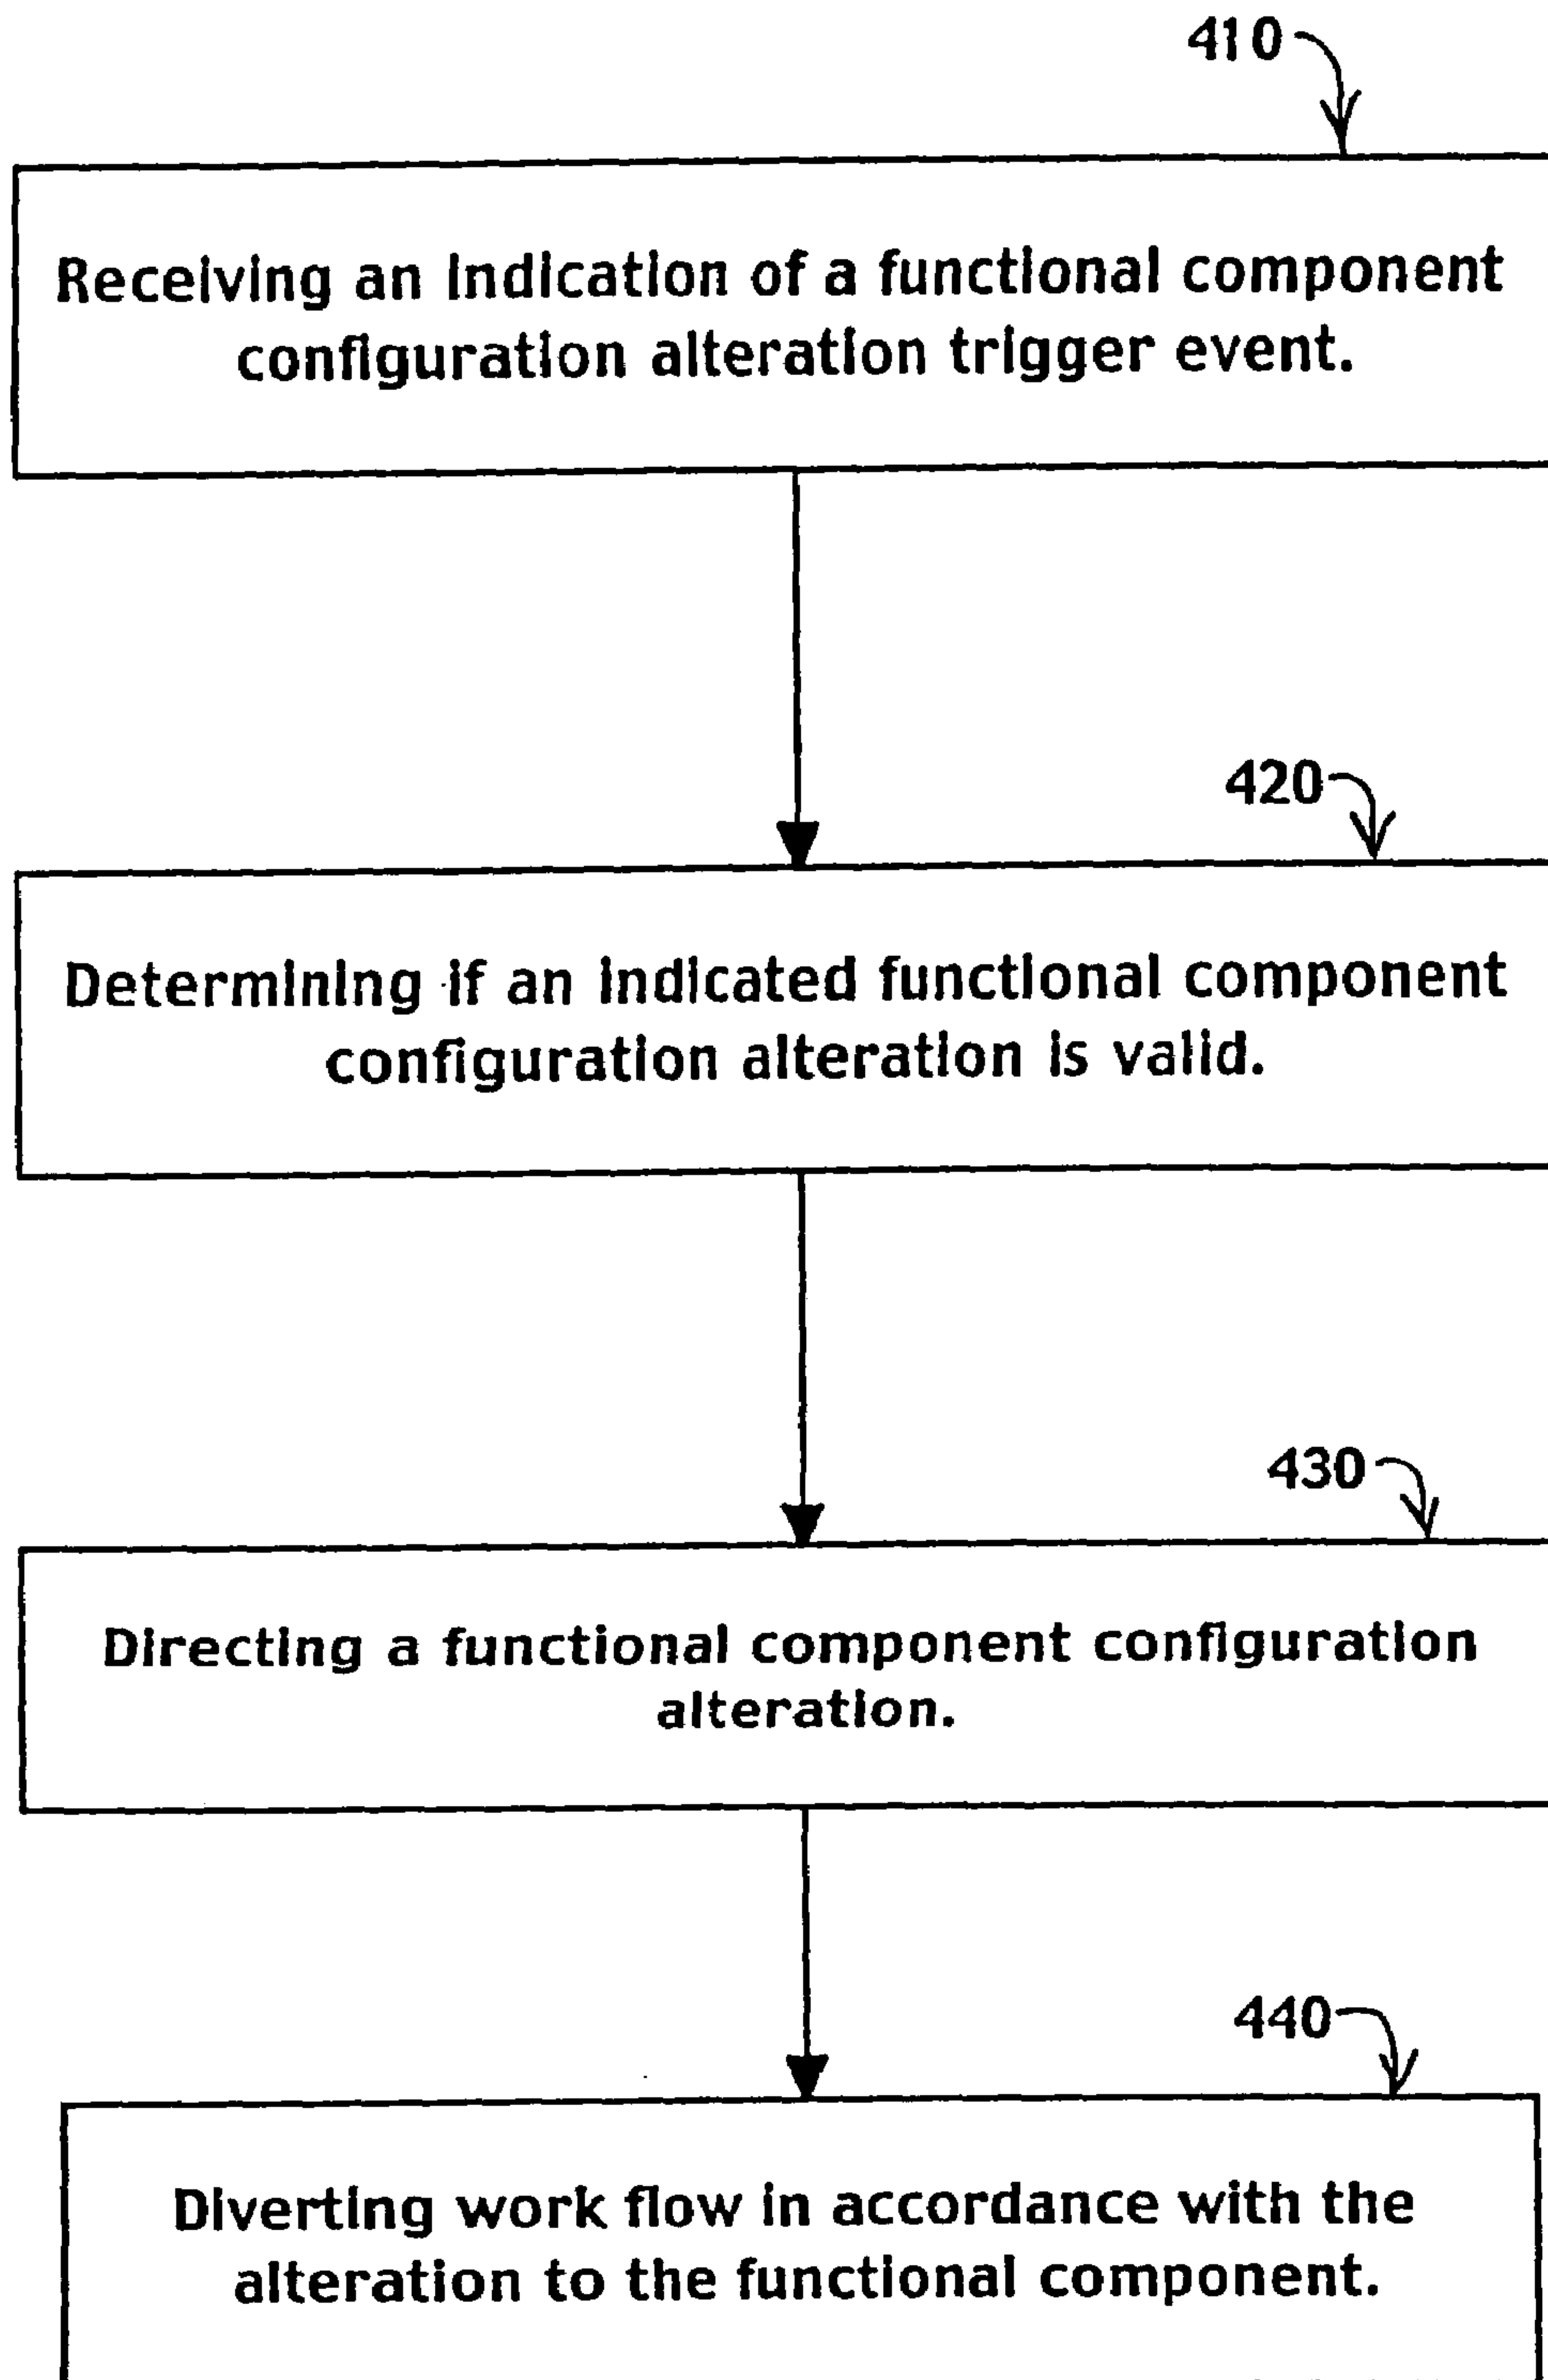 410
Receiving an indication of a functional component
configuration alteration trigger event.
420
Determining if an indicated functional component
configuration alteration is valid.
430
Directing a functional component configuration
alteration.
440
Diverting work flow in accordance with the
alteration to the functional component.